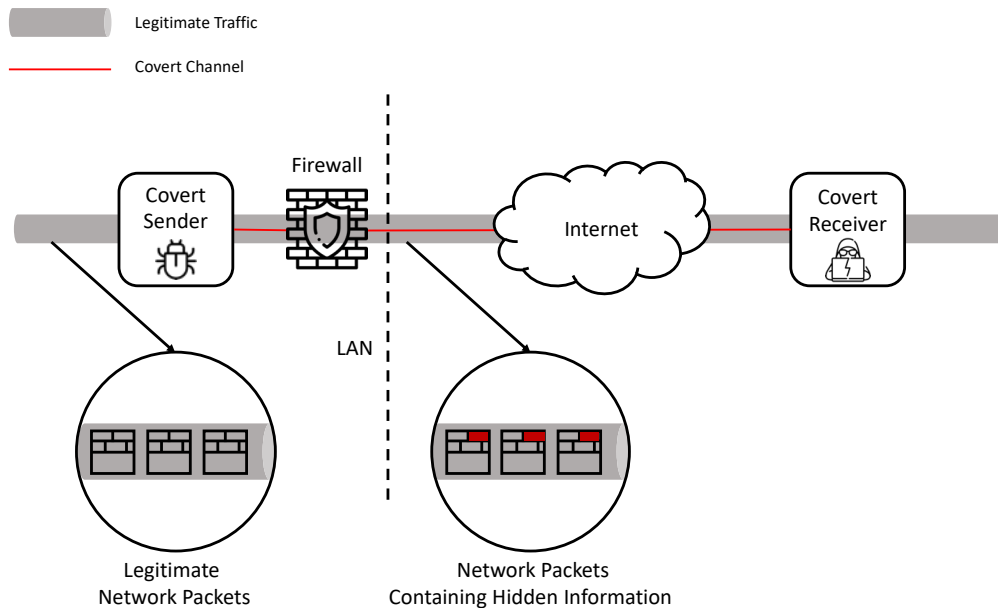 Legitimate Traffic
Covert Channel
Firewall
Covert
Sender
Internet
Covert
Receiver
LAN
Legitimate
Network Packets
Network Packets
Containing Hidden Information